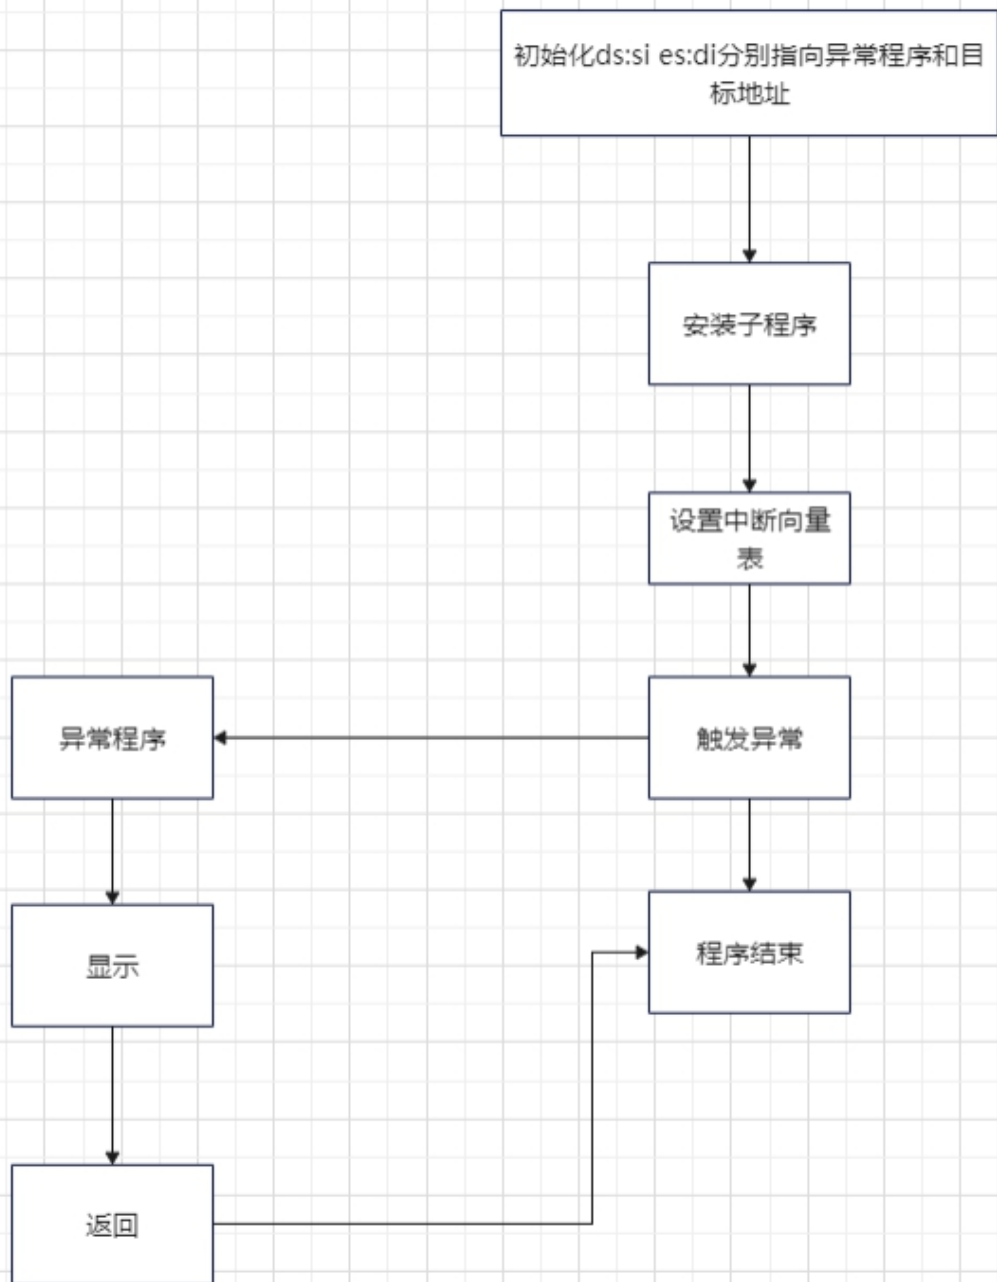 初始化ds:si es:di分别指向异常程序和目
标地址
安装子程序
设置中断向量
表
触发异常
异常程序
程序结束
显示
返回